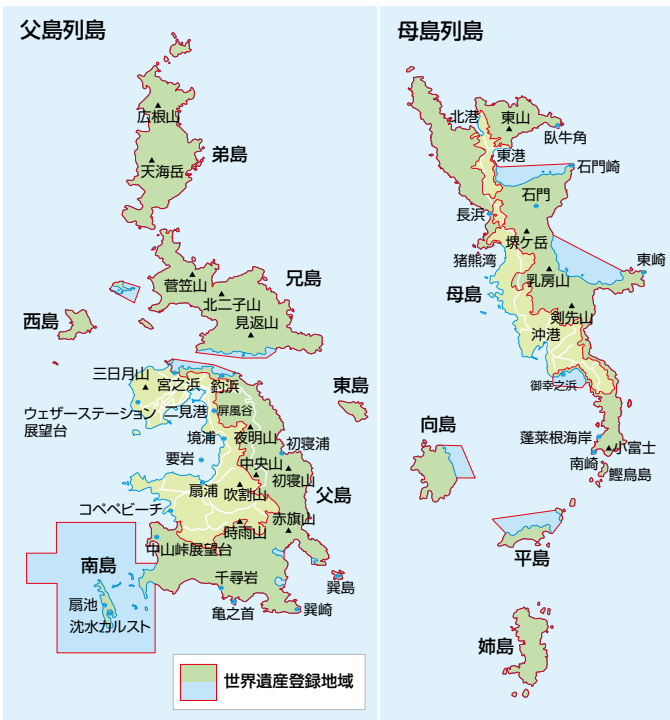 父島列島
広根山
天海岳
弟島
兄島
菅笠山
北二子山
見返山
西島
三日月山
宮之浜
釣浜
東島
ウェザーステーション
展望台
二見港
屏風谷
境浦
夜明山
初寝浦
要岩
中央山
初寝山
扇浦
吹割山
父島
コペペビーチ
赤旗山
時雨山
中山峠展望台
南島
千尋岩
巽島
扇池
沈水カルスト
亀之首
巽崎
世界遺産登録地域
母島列島
北港
東山
臥牛角
東港
石門崎
石門
長浜
堺ケ岳
猪熊湾
東崎
乳房山
母島
剣先山
沖港
御幸之浜
向島
蓬莱根海岸
小富士
南崎
鰹鳥島
平島
姉島